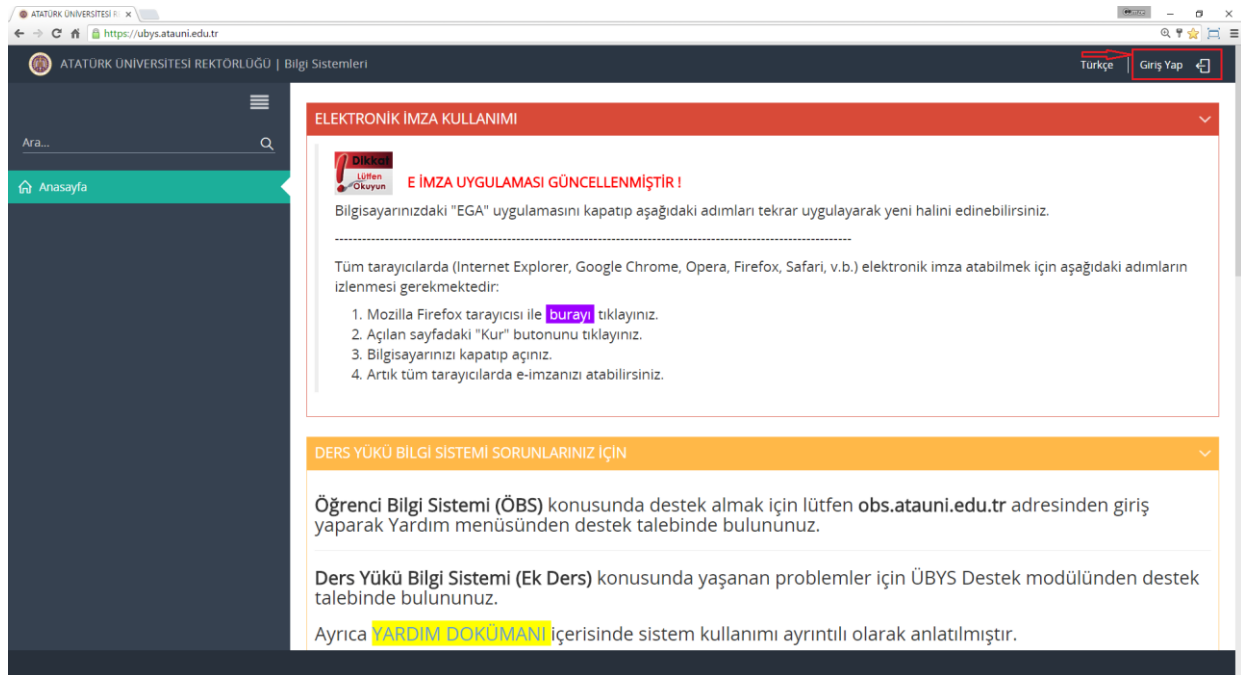 ATATÜRK ÜNİVERSİTESİ R
https://ubys.atauni.edu.tr
ATATÜRK ÜNİVERSİTESİ REKTÖRLÜĞÜ | Bilgi Sistemleri
Türkçe | Giriş Yap
Ara...
Anasayfa
ELEKTRONİK İMZA KULLANIMI
Dikkat
Lütfen
Okuyun
E İMZA UYGULAMASI GÜNCELLENMİŞTİR !
Bilgisayarınızdaki "EGA" uygulamasını kapatıp aşağıdaki adımları tekrar uygulayarak yeni halini edinebilirsiniz.
Tüm tarayıcılarda (Internet Explorer, Google Chrome, Opera, Firefox, Safari, v.b.) elektronik imza atabilmek için aşağıdaki adımların
izlenmesi gerekmektedir:
1. Mozilla Firefox tarayıcısı ile burayı tıklayınız.
2. Açılan sayfadaki "Kur" butonunu tıklayınız.
3. Bilgisayarınızı kapatıp açınız.
4. Artık tüm tarayıcılarda e-imzanızı atabilirsiniz.
DERS YÜKÜ BİLGİ SİSTEMİ SORUNLARINIZ İÇİN
Öğrenci Bilgi Sistemi (ÖBS) konusunda destek almak için lütfen obs.atauni.edu.tr adresinden giriş
yaparak Yardım menüsünden destek talebinde bulununuz.
Ders Yükü Bilgi Sistemi (Ek Ders) konusunda yaşanan problemler için ÜBYS Destek modülünden destek
talebinde bulununuz.
Ayrıca YARDIM DOKÜMANI içerisinde sistem kullanımı ayrıntılı olarak anlatılmıştır.